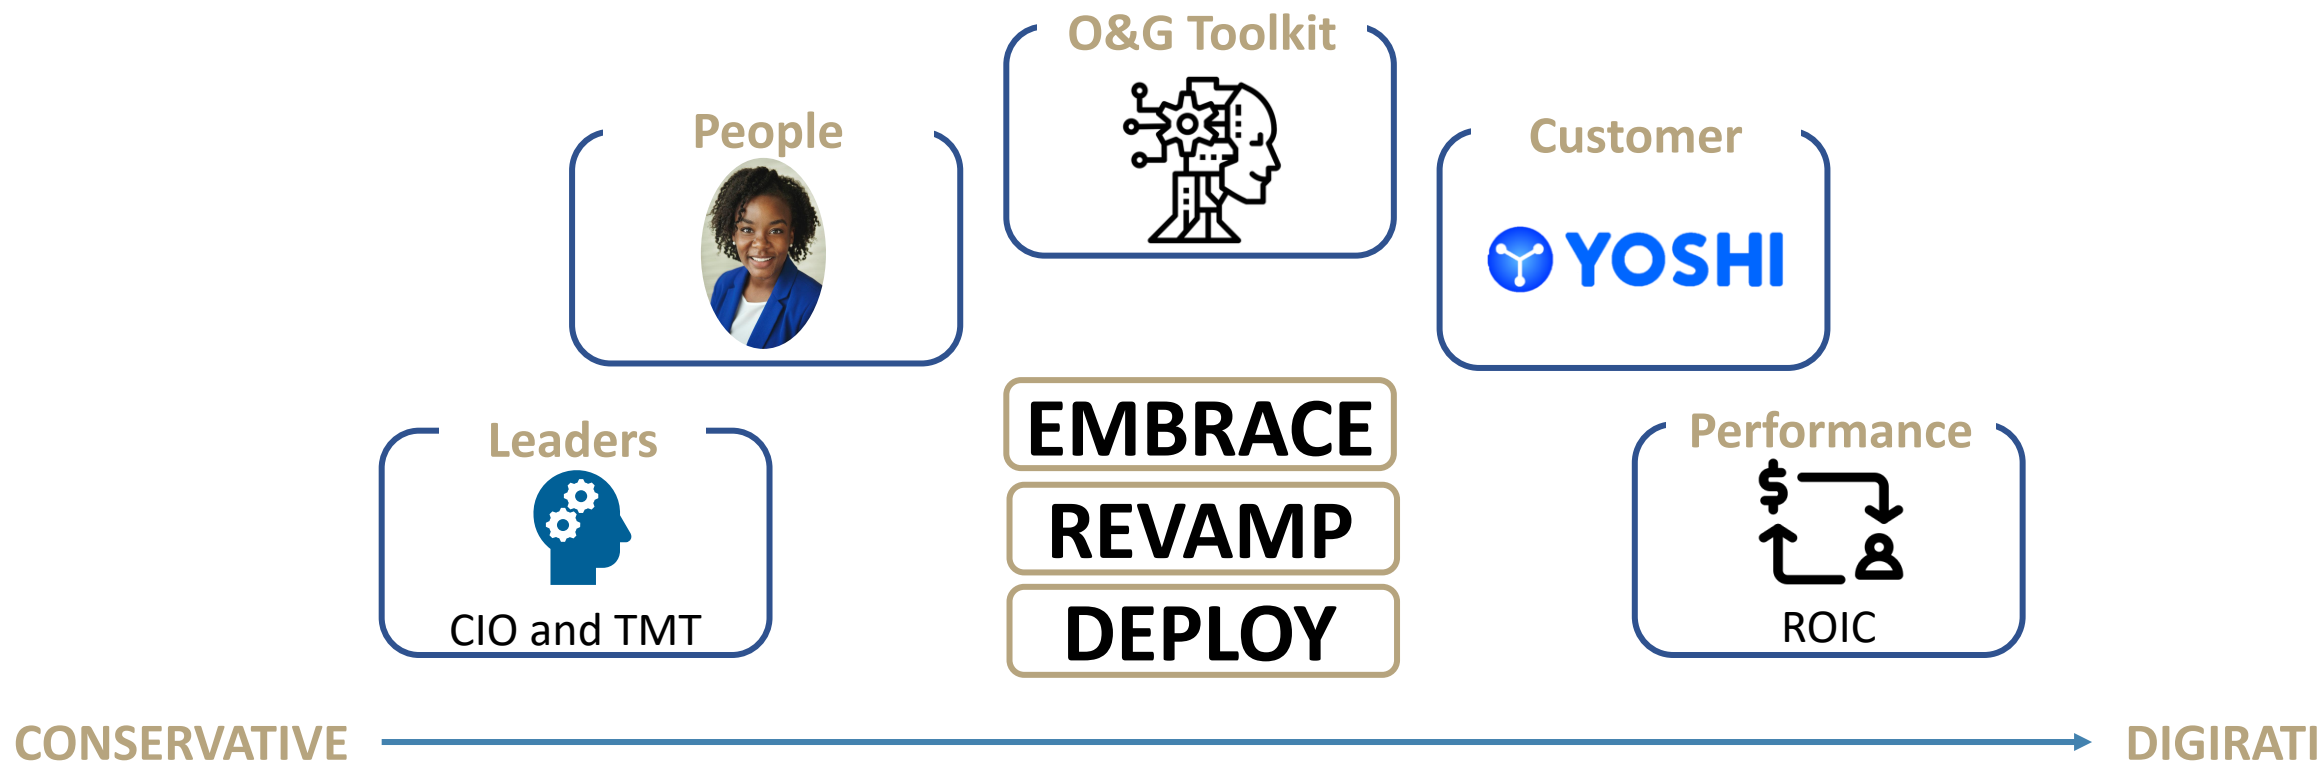 O&G Toolkit
People
Customer
YOSHI
EMBRACE
Leaders
Performance
$
REVAMP
DEPLOY
CIO and TMT
ROIC
CONSERVATIVE
DIGIRATI